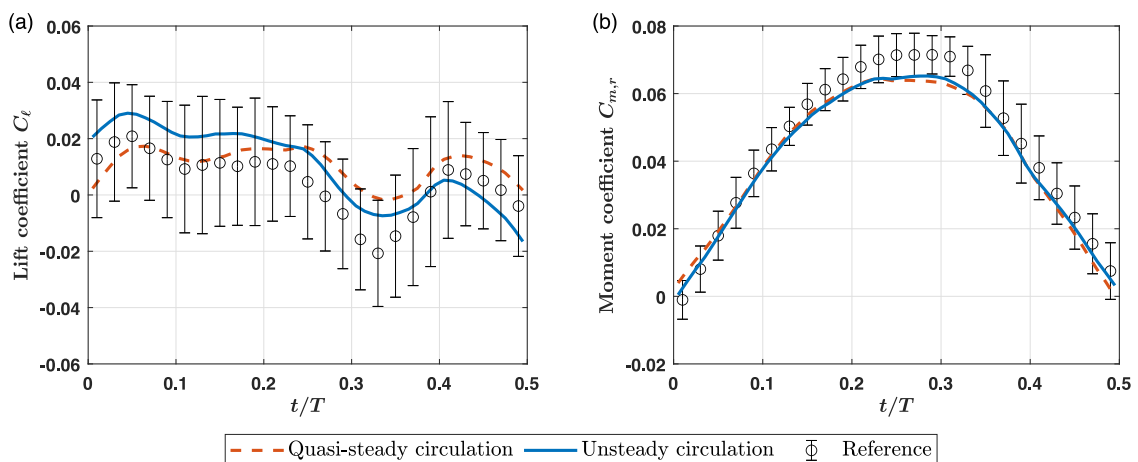 (a)
0.06
0.04
0.02
0
-0.02
-0.04
-0.06
Lift coefficient Cℓ
0 0.1 0.2 0.3 0.4 0.5
t/T
(b)
0.08
0.06
0.04
0.02
0
-0.02
Moment coefficient Cm,r
0 0.1 0.2 0.3 0.4 0.5
t/T
Quasi-steady circulation Unsteady circulation Reference